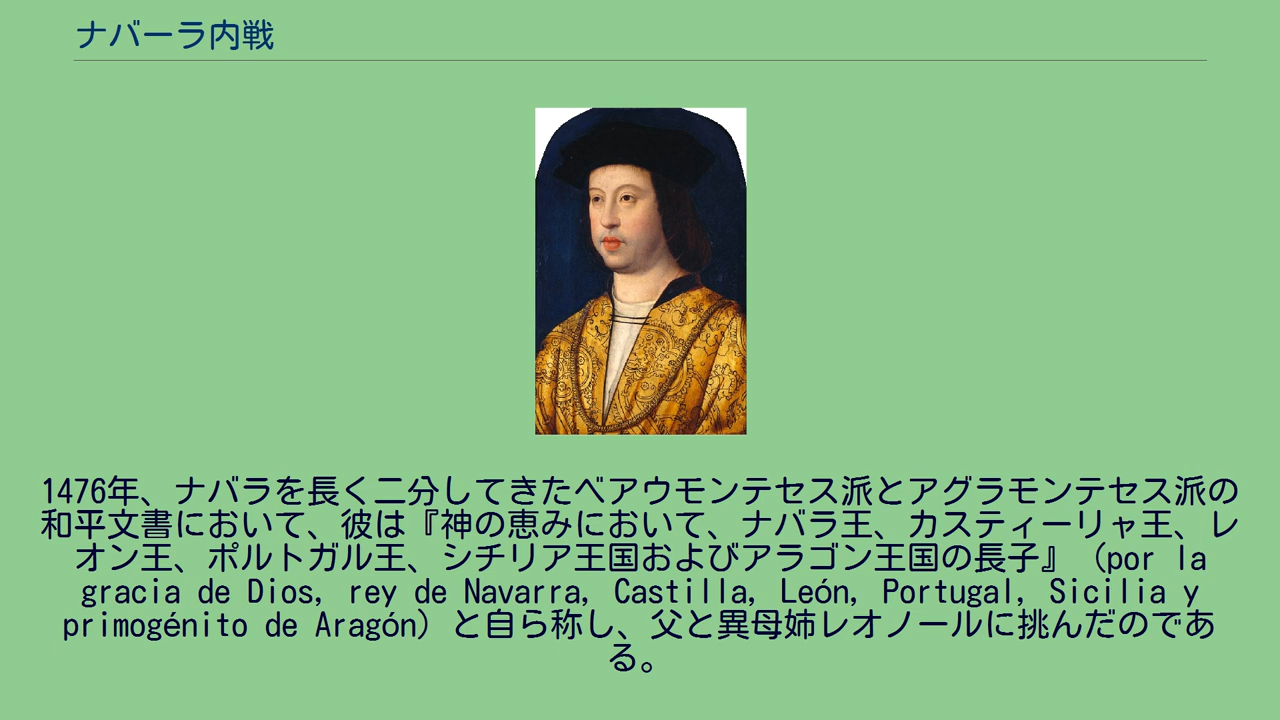 ナバーラ内戦
1476年、ナバラを長く二分してきたベアウモンテセス派とアグラモンテセス派の
和平文書において、彼は『神の恵みにおいて、ナバラ王、カスティーリャ王、レ
オン王、ポルトガル王、シチリア王国およびアラゴン王国の長子』（por la
gracia de Dios, rey de Navarra, Castilla, León, Portugal, Sicilia y
primogénito de Aragón）と自ら称し、父と異母姉レオノールに挑んだのであ
る。